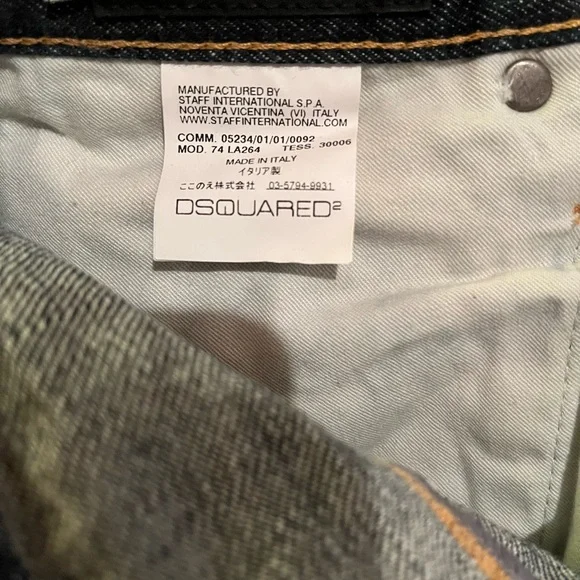 MANUFACTURED BY
STAFF INTERNATIONAL S.P.A.
NOVENTA VICENTINA (VI) ITALY
WWW.STAFFINTERNATIONAL.COM
COMM. 05234/01/01/0092
MOD. 74 LA264 TESS. 30006
MADE IN ITALY
イタリア製
ここのえ株式会社 03-5794-9931
DSQUARED2